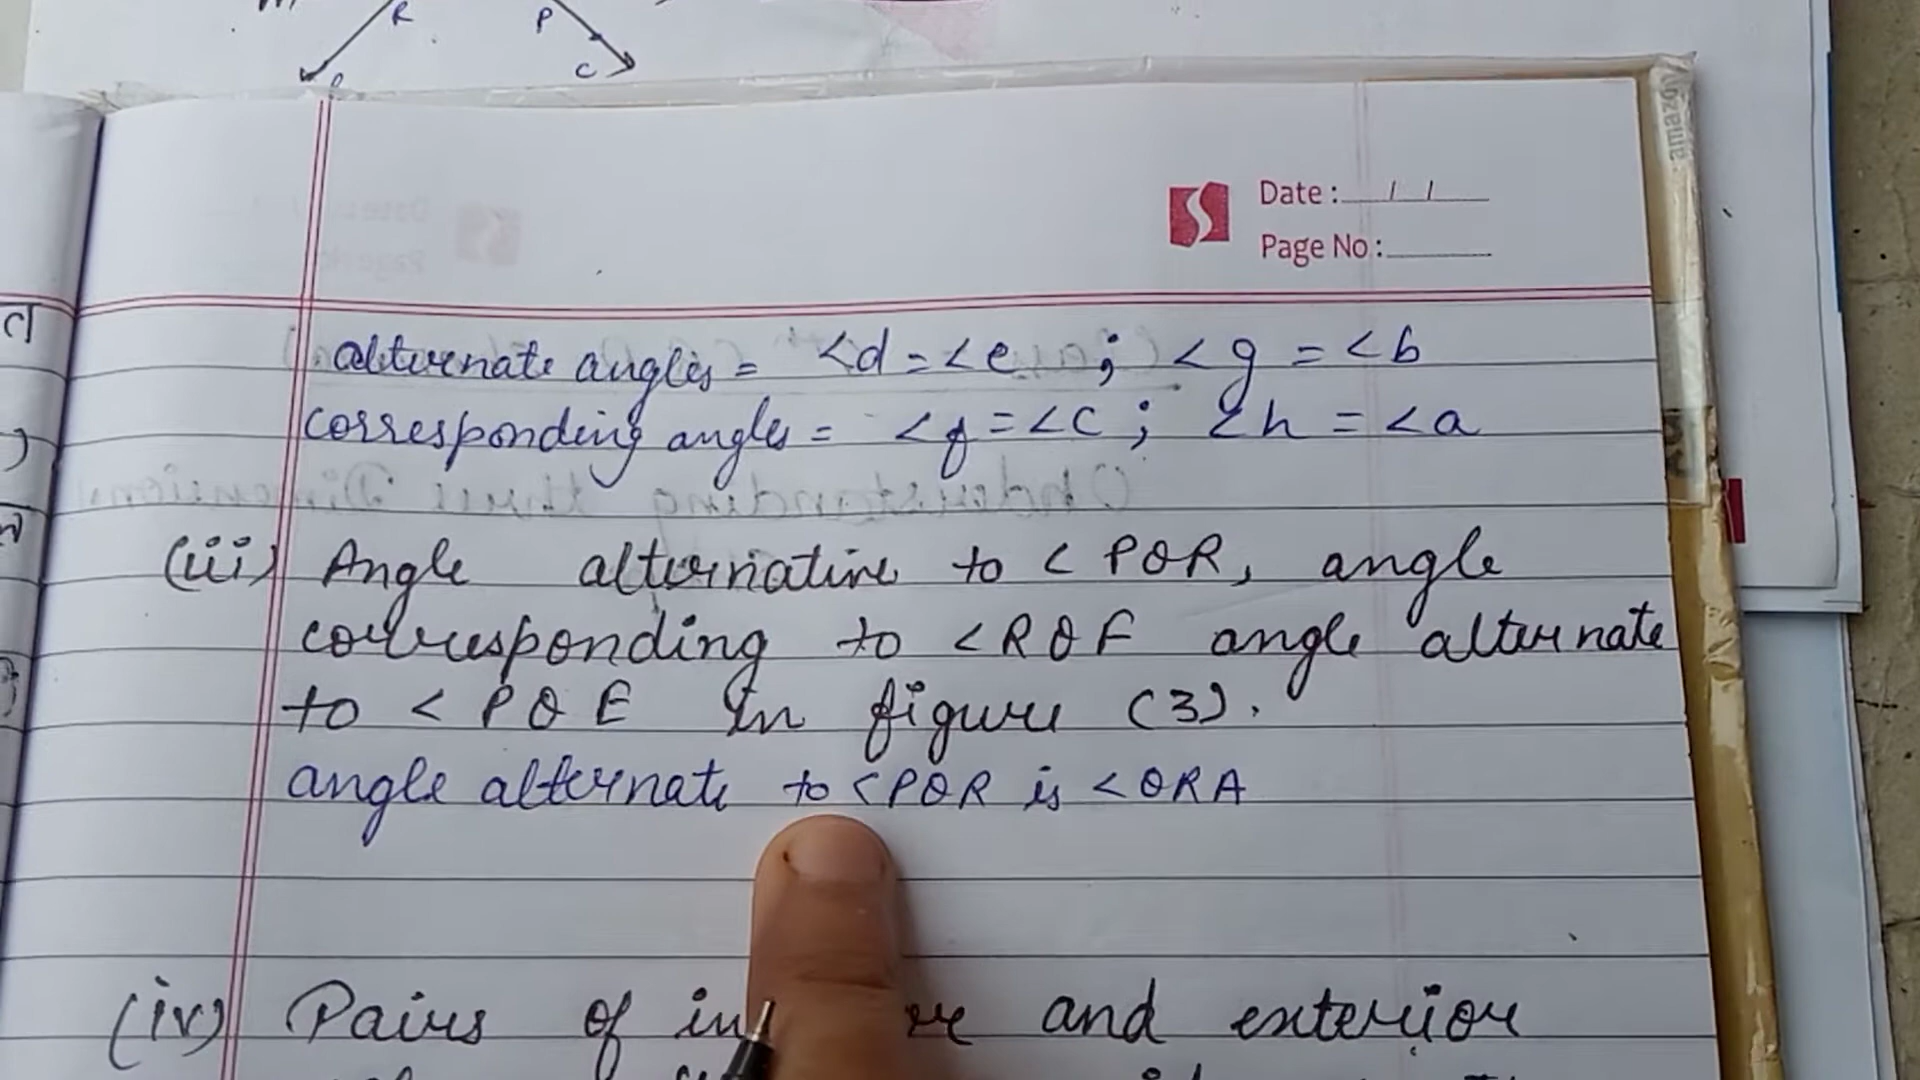 R
P
C
amazon
Date : / /
Page No :
alternate angles = <d = <e ; <g = <b
corresponding angles = <f = <c ; <h = <a
(iii) Angle alternative to < PQR, angle
corresponding to <RQF angle alternate
to < PQE In figure (3).
angle alternate to <PQR is <QRA
(iv) Pairs of and exterior